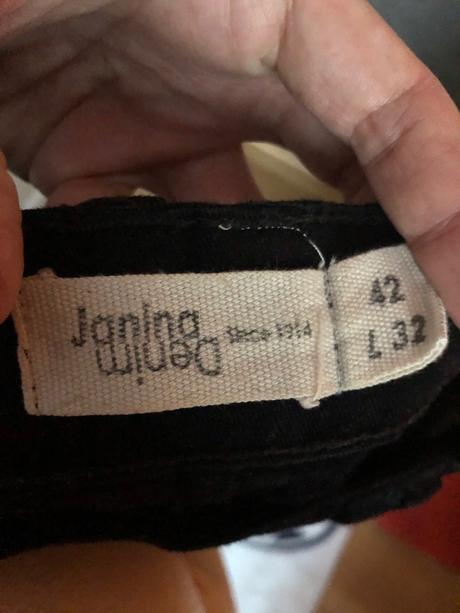 Janina
Denim
Since 1914
42
L 32